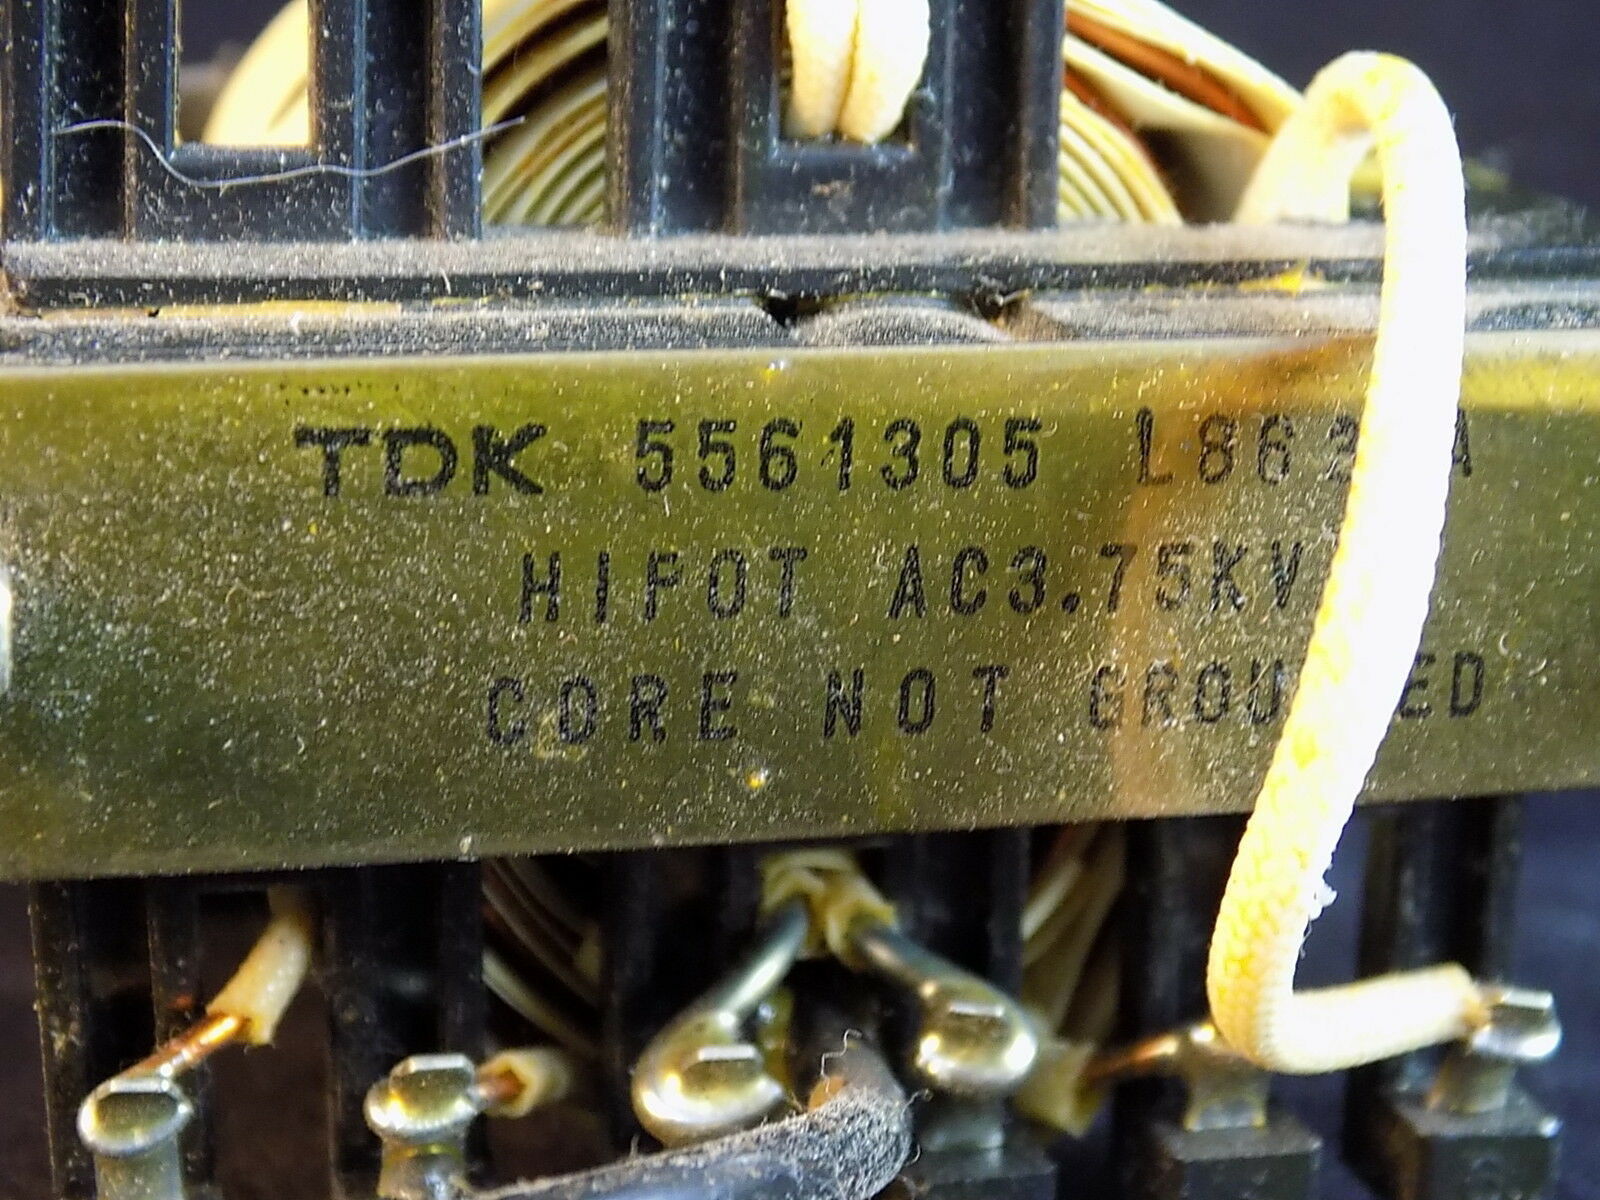 TDK 5561305
HIFOT AC3.75KV
CORE NOT